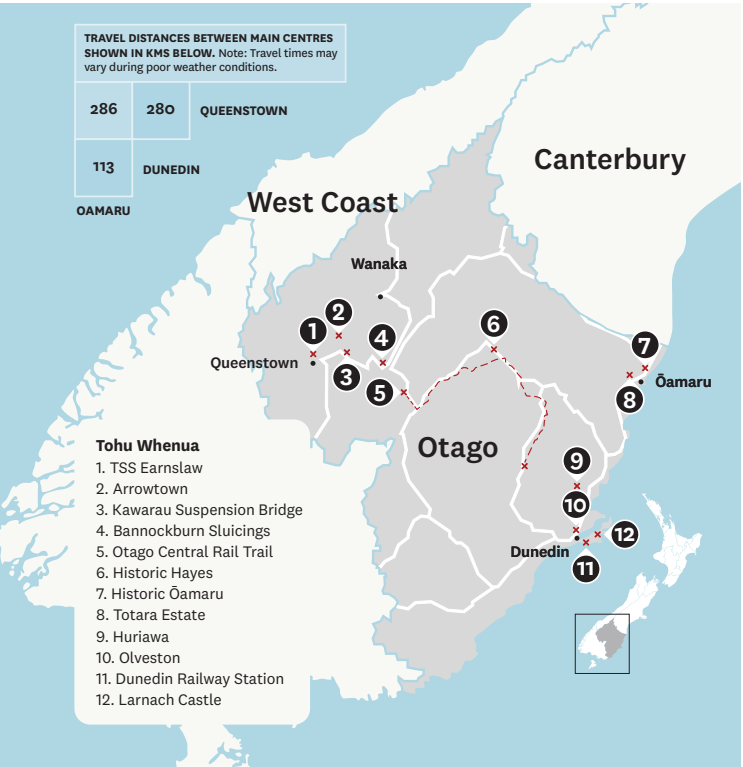 TRAVEL DISTANCES BETWEEN MAIN CENTRES
SHOWN IN KMS BELOW. Note: Travel times may
vary during poor weather conditions.
286 280 QUEENSTOWN
113 DUNEDIN
OAMARU
Canterbury
West Coast
Wanaka
2
1
6
4
7
Queenstown
3
5
Ōamaru
8
Otago
9
10
12
Dunedin
11
Tohu Whenua
1. TSS Earnslaw
2. Arrowtown
3. Kawarau Suspension Bridge
4. Bannockburn Sluicings
5. Otago Central Rail Trail
6. Historic Hayes
7. Historic Ōamaru
8. Totara Estate
9. Huriawa
10. Olveston
11. Dunedin Railway Station
12. Larnach Castle